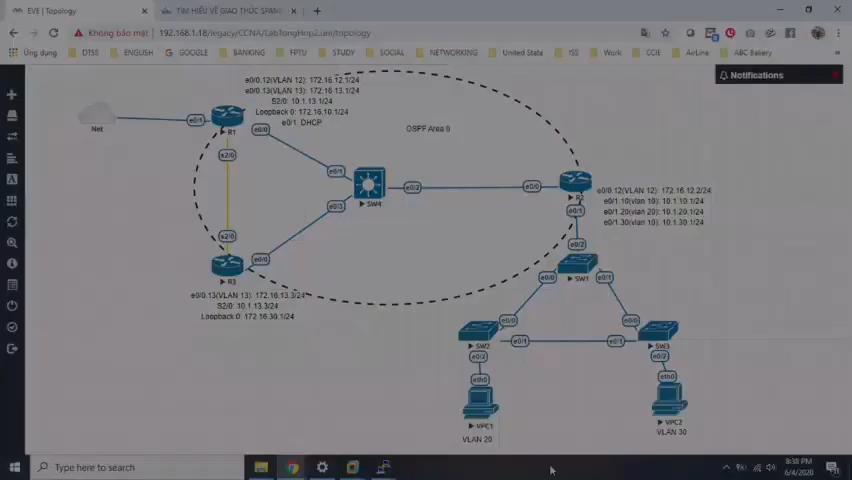 EVE | Topology
TÌM HIỂU VỀ GIAO THỨC SPAN
Không bảo mật
192.168.1.18/legacy/CCNA/LabTongHop2.unl/topology
Ứng dụng
DTSS
ENGLISH
GOOGLE
BANKING
FPTU
STUDY
SOCIAL
NETWORKING
United State
ISS
Work
CCIE
AirLine
ABC Bakery
Notifications
e0/0.12(VLAN 12): 172.16.12.1/24
e0/0.13(VLAN 13): 172.16.13.1/24
S2/0: 10.1.13.1/24
Loopback 0: 172.16.10.1/24
e0/1: DHCP
Net
e0/1
R1
e0/0
OSPF Area 0
s2/0
e0/1
SW4
e0/2
e0/0
R2
e0/0.12(VLAN 12): 172.16.12.2/24
e0/1.10(vlan 10): 10.1.10.1/24
e0/1.20(vlan 20): 10.1.20.1/24
e0/1.30(vlan 10): 10.1.30.1/24
e0/3
e0/1
s2/0
e0/2
e0/0
R3
SW1
e0/0
e0/1
e0/0.13(VLAN 13): 172.16.13.3/24
S2/0: 10.1.13.3/24
Loopback 0: 172.16.30.1/24
e0/0
e0/0
SW2
e0/1
e0/1
SW3
e0/2
e0/2
eth0
eth0
VPC1
VPC2
VLAN 20
VLAN 30
Type here to search
8:38 PM
6/4/2020